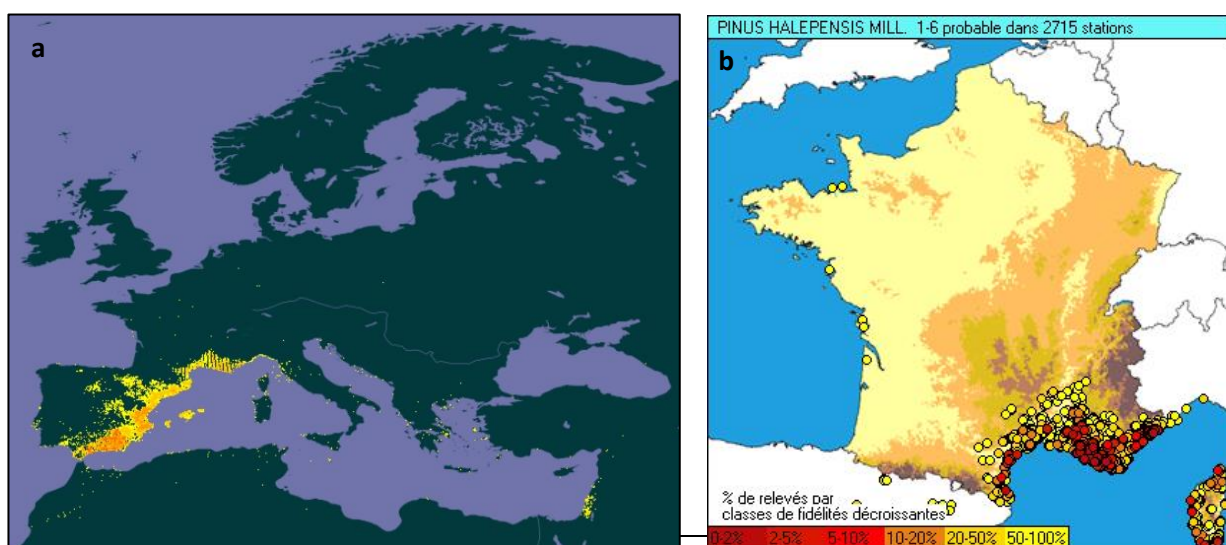 a
PINUS HALEPENSIS MILL. 1-6 probable dans 2715 stations
b
% de relevés par
classes de fidélités décroissantes
0-2% 2-5% 5-10% 10-20% 20-50% 50-100%